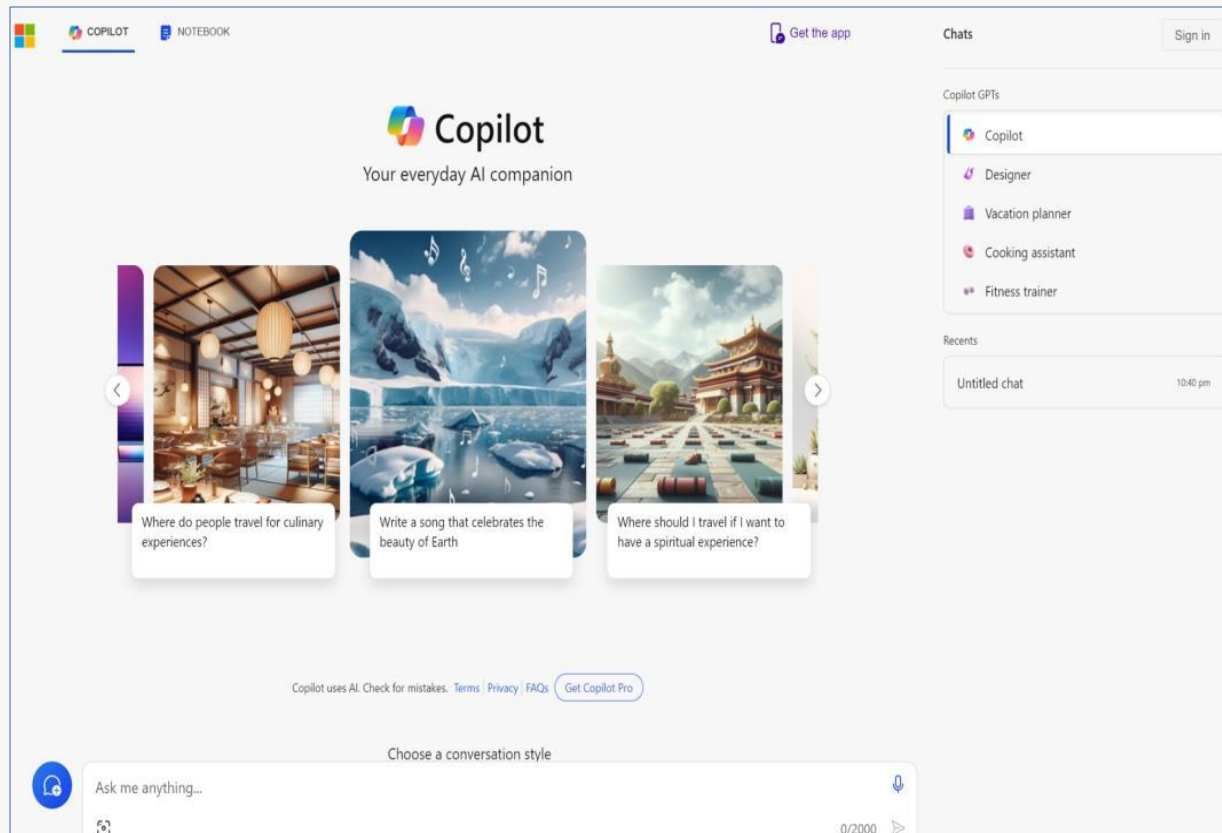 COPILOT
NOTEBOOK
Get the app
Chats
Sign in
Copilot
Your everyday AI companion
Copilot GPTs
Copilot
Designer
Vacation planner
Cooking assistant
Fitness trainer
Recents
Untitled chat
10:40 pm
Where do people travel for culinary
experiences?
Write a song that celebrates the
beauty of Earth
Where should I travel if I want to
have a spiritual experience?
Copilot uses AI. Check for mistakes. Terms Privacy FAQs Get Copilot Pro
Choose a conversation style
Ask me anything...
0/2000